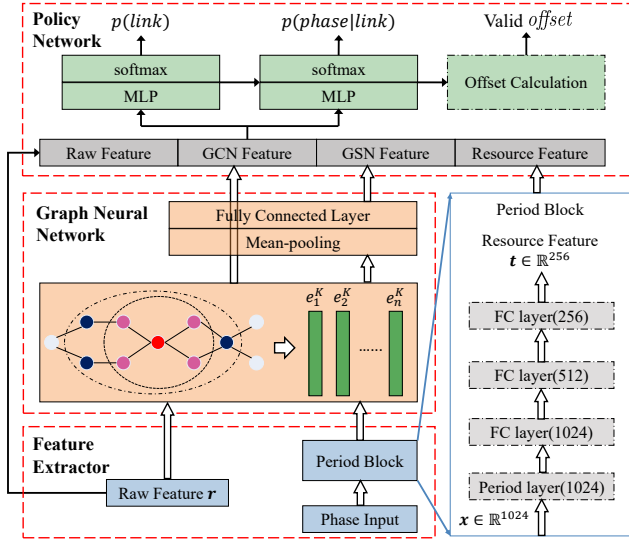 Policy
Network
p(link)
p(phase|link)
Valid offset
softmax
MLP
softmax
MLP
Offset Calculation
Raw Feature
GCN Feature
GSN Feature
Resource Feature
Graph Neural
Network
Fully Connected Layer
Mean-pooling
e_1^K e_2^K e_n^K
......
Feature
Extractor
Raw Feature r
Period Block
Phase Input
Period Block
Resource Feature
t ∈ ℝ^256
FC layer(256)
FC layer(512)
FC layer(1024)
Period layer(1024)
x ∈ ℝ^1024